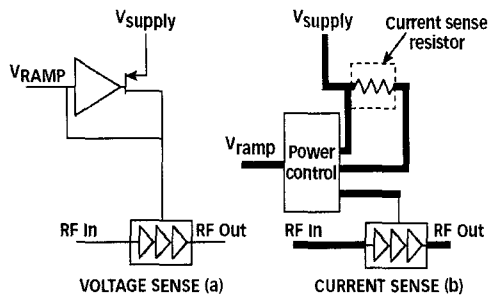 Vsupply
VRAMP
RF In
RF Out
VOLTAGE SENSE (a)
Vsupply
Current sense
resistor
Vramp
Power
control
RF In
RF Out
CURRENT SENSE (b)